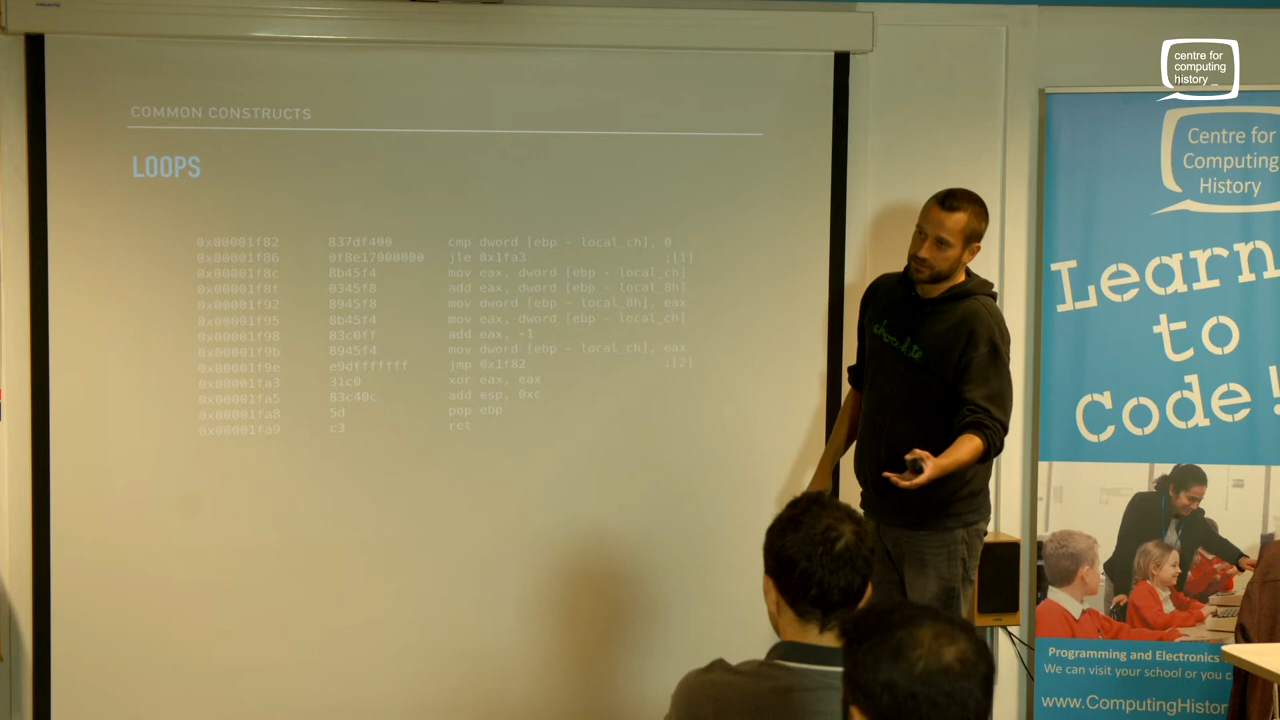 COMMON CONSTRUCTS
LOOPS
0x00001f82 837df400 cmp dword [ebp - local_ch], 0
0x00001f86 0f8e17000000 jle 0x1fa3 ;[1]
0x00001f8c 8b45f4 mov eax, dword [ebp - local_ch]
0x00001f8f 0345f8 add eax, dword [ebp - local_8h]
0x00001f92 8945f8 mov dword [ebp - local_8h], eax
0x00001f95 8b45f4 mov eax, dword [ebp - local_ch]
0x00001f98 83c0ff add eax, -1
0x00001f9b 8945f4 mov dword [ebp - local_ch], eax
0x00001f9e e9dfffffff jmp 0x1f82 ;[2]
0x00001fa3 31c0 xor eax, eax
0x00001fa5 83c40c add esp, 0xc
0x00001fa8 5d pop ebp
0x00001fa9 c3 ret
chocolate
centre for
computing
history _
Centre for
Computing
History
Learn
to
Code!
Programming and Electronics
We can visit your school or you c
www.ComputingHistor